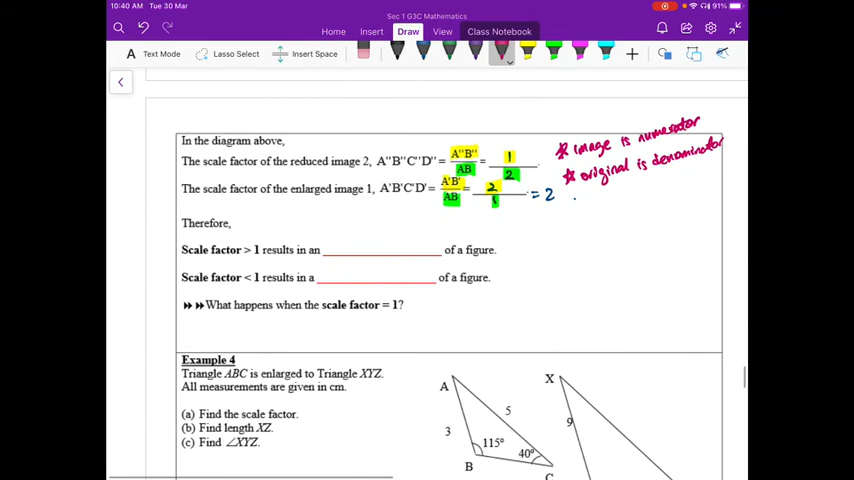 10:40 AM Tue 30 Mar
Sec 1 G3C Mathematics
91%
Home Insert Draw View Class Notebook
A Text Mode Lasso Select Insert Space
In the diagram above,
The scale factor of the reduced image 2, A''B''C''D'' = A''B''/AB = 1/2
The scale factor of the enlarged image 1, A'B'C'D' = A'B'/AB = 2/1 = 2
* image is numerator
* original is denominator
Therefore,
Scale factor > 1 results in an ____ of a figure.
Scale factor < 1 results in a ____ of a figure.
What happens when the scale factor = 1?
Example 4
Triangle ABC is enlarged to Triangle XYZ.
All measurements are given in cm.
(a) Find the scale factor.
(b) Find length XZ.
(c) Find ∠XYZ.
A
5
3
115°
40°
B
C
X
9